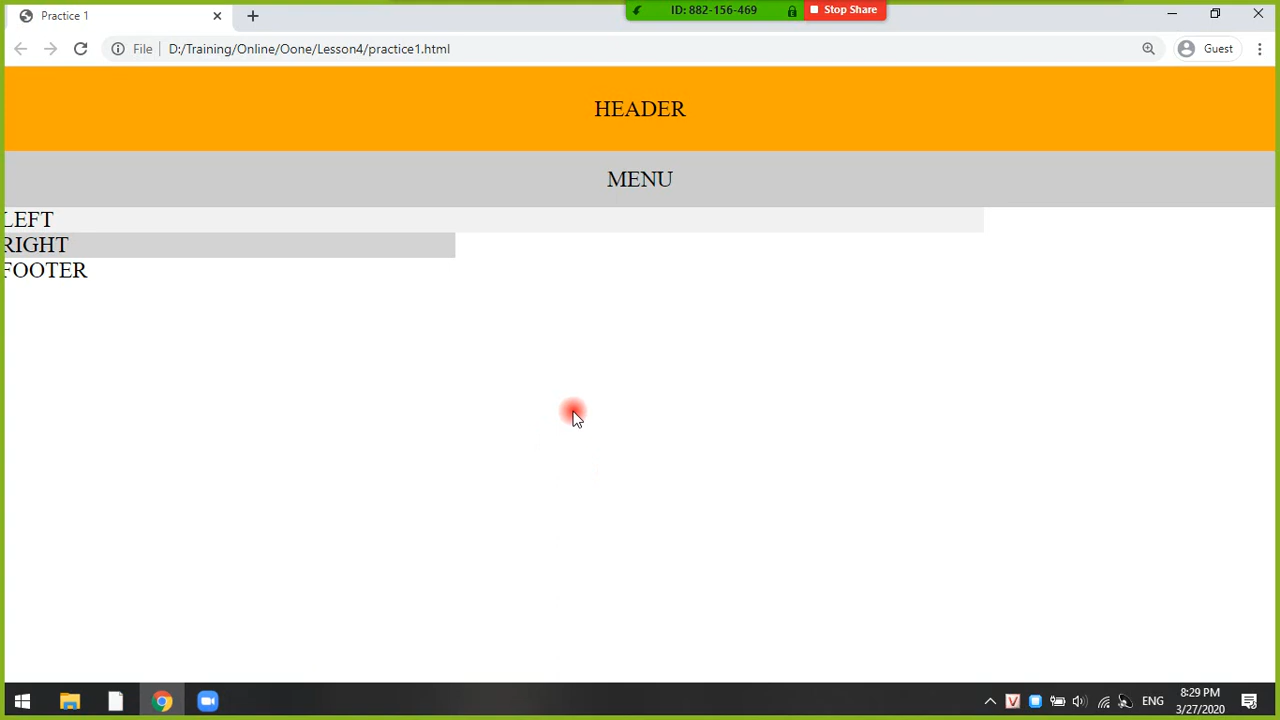 Practice 1
ID: 882-156-469
Stop Share
File
D:/Training/Online/Oone/Lesson4/practice1.html
Guest
HEADER
MENU
LEFT
RIGHT
FOOTER
V
ENG
8:29 PM
3/27/2020